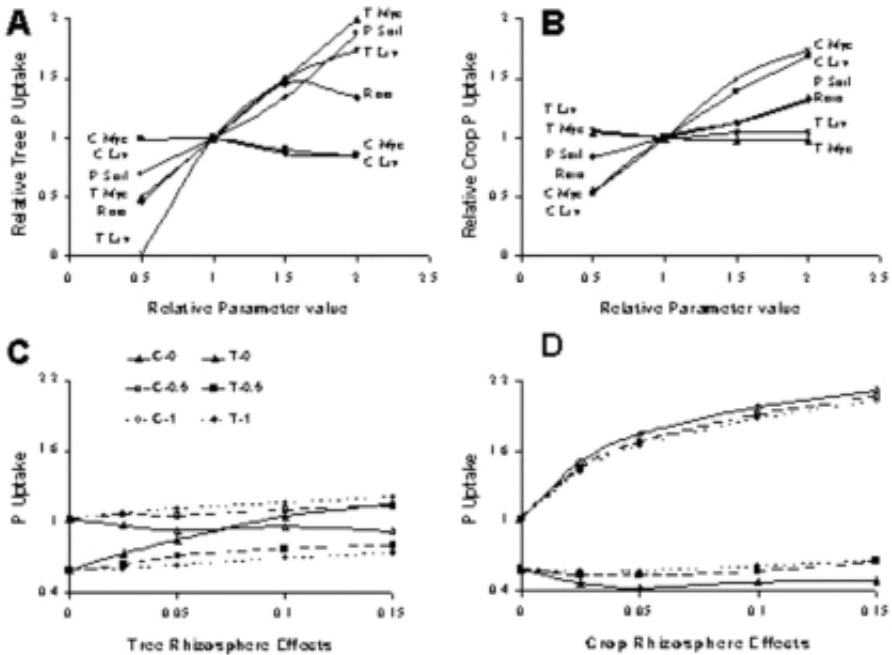 A
Relative Tree P Uptake
2
1.5
1
0.5
0
T Myc
P Soil
T Lrv
C Myc
C Lrv
C Myc
C Lrv
P Soil
T Myc
T Lrv
0
0.5
1
1.5
2
2.5
Relative Parameter value
B
Relative Crop P Uptake
2
1.5
1
0.5
0
C Myc
C Lrv
P Soil
T Lrv
T Myc
T Lrv
T Myc
P Soil
C Myc
C Lrv
0
0.5
1
1.5
2
2.5
Relative Parameter value
C
C-0
T-0
C-0.5
T-0.5
C-1
T-1
P Uptake
2.2
1.6
1
0.4
0
0.05
0.1
0.15
Tree Rhizosphere Effects
D
P Uptake
2.2
1.6
1
0.4
0
0.05
0.1
0.15
Crop Rhizosphere Effects